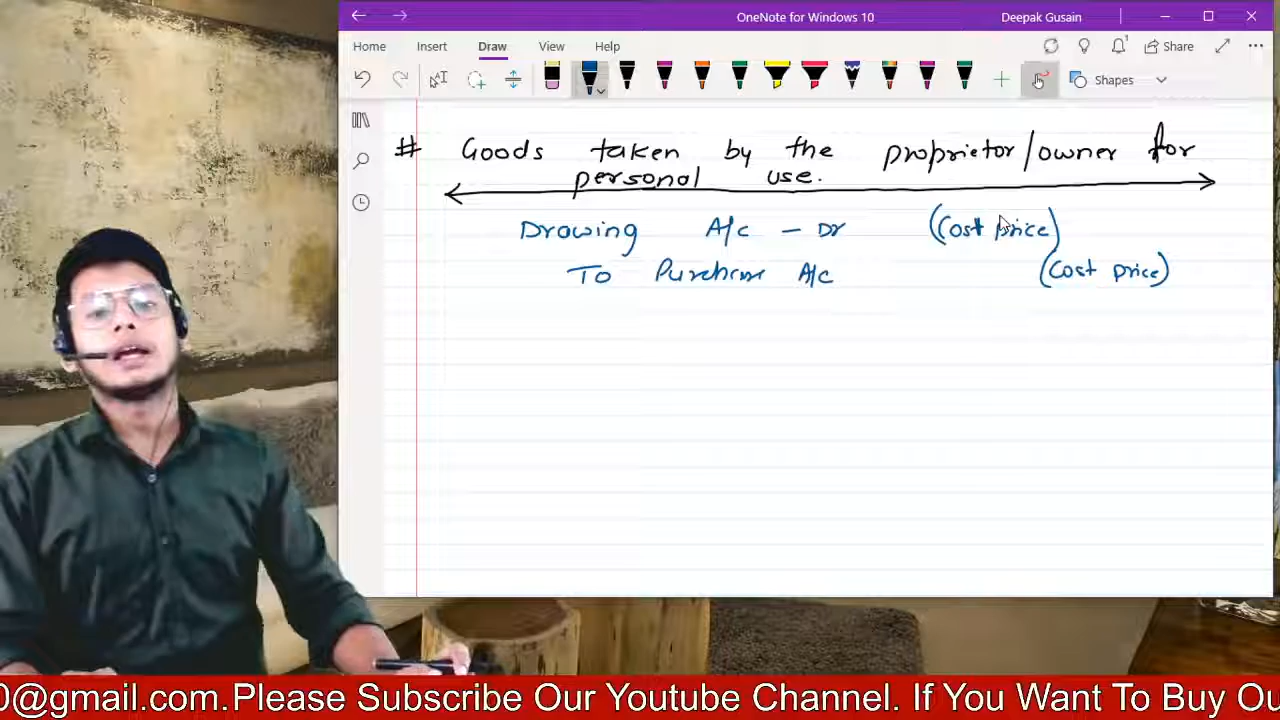 OneNote for Windows 10
Deepak Gusain
Home Insert Draw View Help
Share
Shapes
# Goods taken by the proprietor/owner for
personal use.
Drawing A/c - Dr (Cost price)
To Purchase A/c (Cost price)
0@gmail.com.Please Subscribe Our Youtube Channel. If You Want To Buy Ou